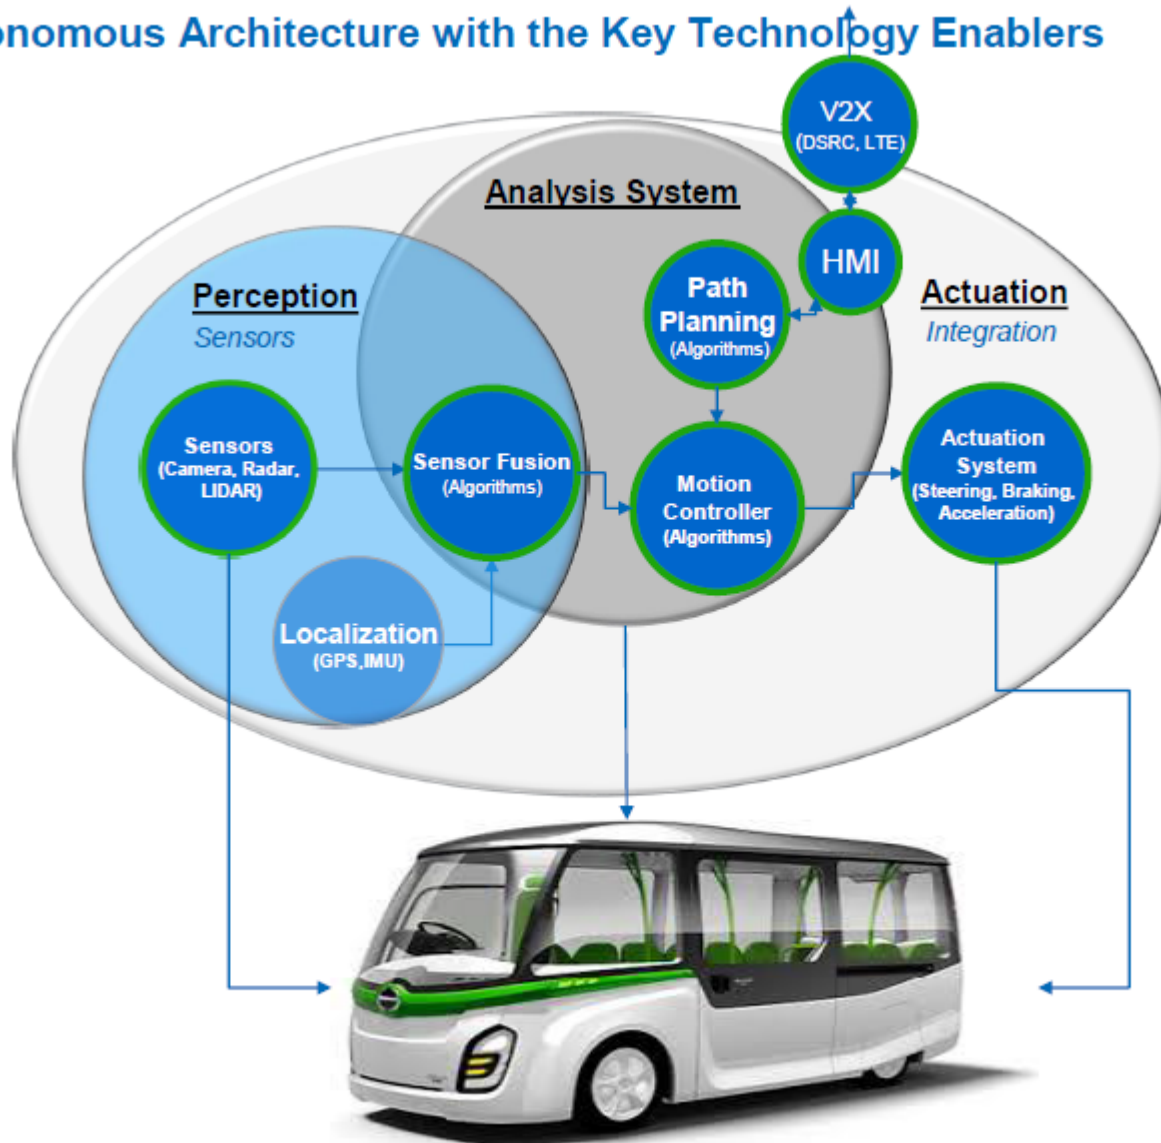 onomous Architecture with the Key Technology Enablers
V2X
(DSRC, LTE)
Analysis System
HMI
Path
Planning
(Algorithms)
Perception
Sensors
Actuation
Integration
Sensors
(Camera, Radar,
LIDAR)
Sensor Fusion
(Algorithms)
Motion
Controller
(Algorithms)
Actuation
System
(Steering, Braking,
Acceleration)
Localization
(GPS,IMU)